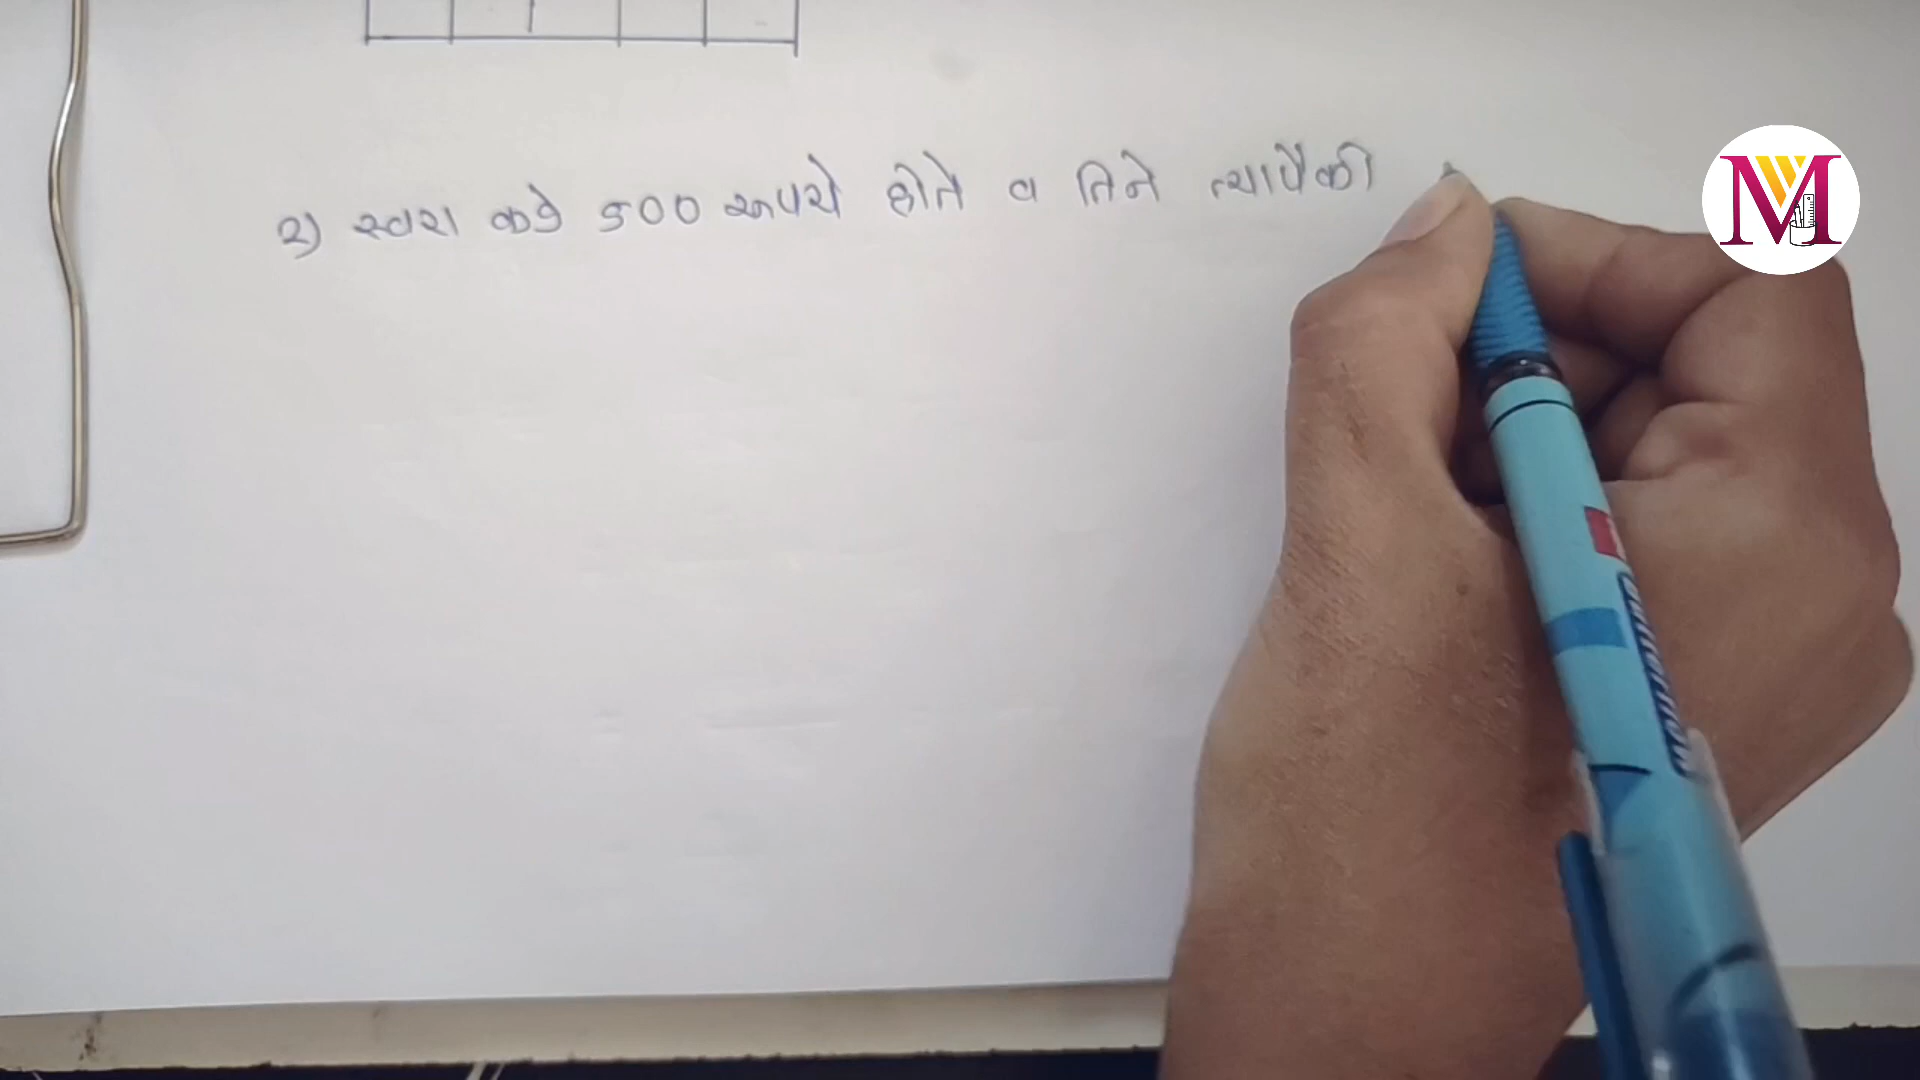 २) स्वरा कडे 500 रूपये होते व तिने त्यापैकी
M